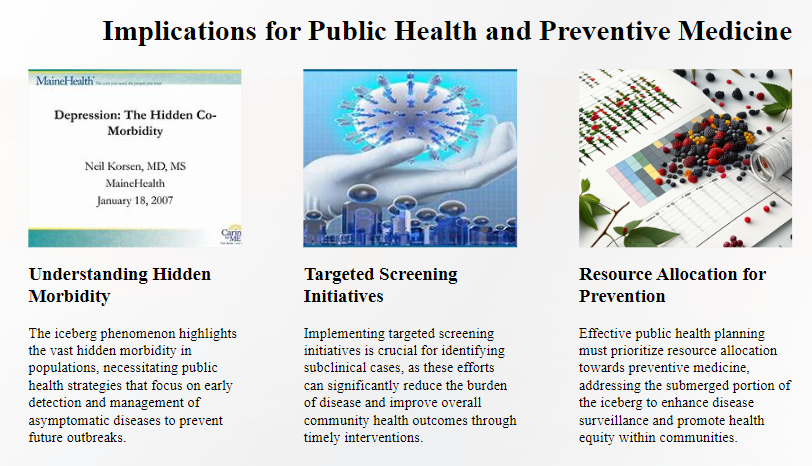 Implications for Public Health and Preventive Medicine
MaineHealth
Depression: The Hidden Co-
Morbidity
Neil Korsen, MD, MS
MaineHealth
January 18, 2007
Understanding Hidden
Morbidity
The iceberg phenomenon highlights
the vast hidden morbidity in
populations, necessitating public
health strategies that focus on early
detection and management of
asymptomatic diseases to prevent
future outbreaks.
Targeted Screening
Initiatives
Implementing targeted screening
initiatives is crucial for identifying
subclinical cases, as these efforts
can significantly reduce the burden
of disease and improve overall
community health outcomes through
timely interventions.
Resource Allocation for
Prevention
Effective public health planning
must prioritize resource allocation
towards preventive medicine,
addressing the submerged portion of
the iceberg to enhance disease
surveillance and promote health
equity within communities.